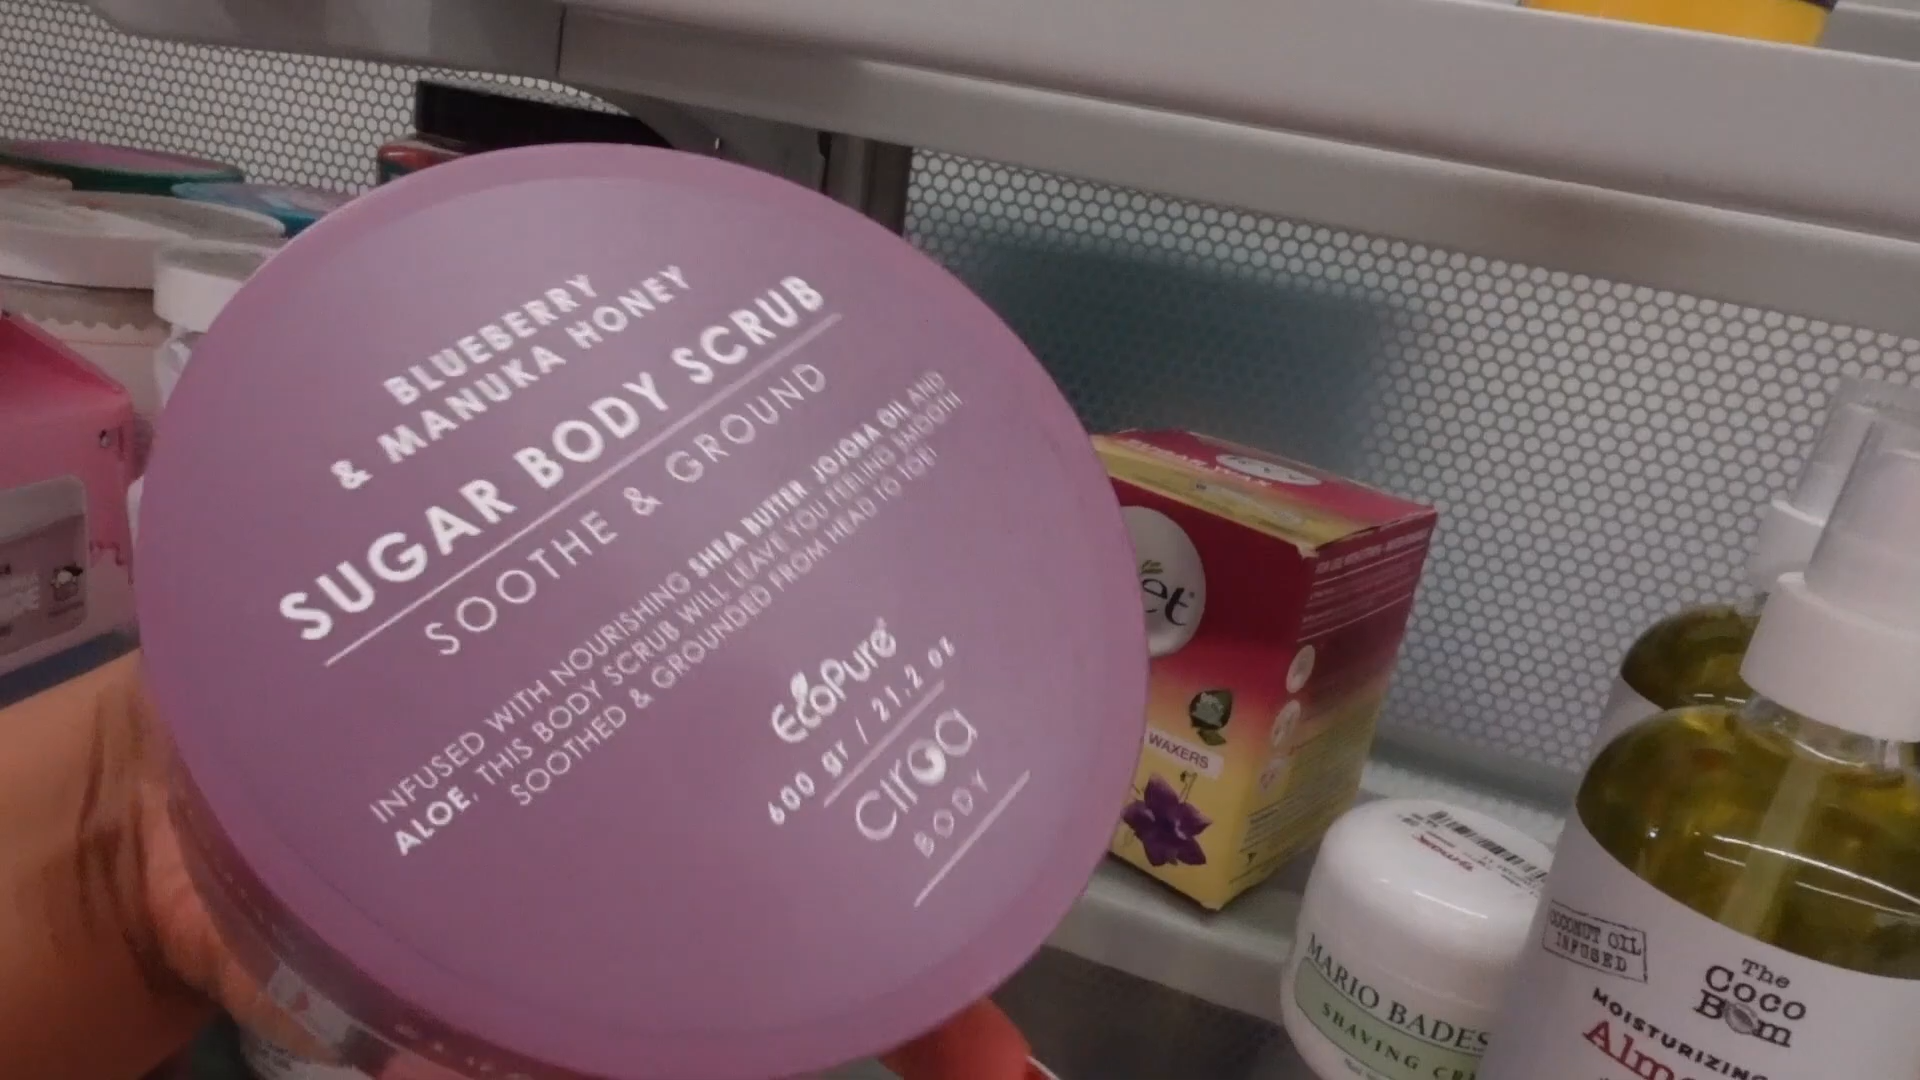 BLUEBERRY
& MANUKA HONEY
SUGAR BODY SCRUB
SOOTHE & GROUND
INFUSED WITH NOURISHING SHEA BUTTER, JOJOBA OIL AND
ALOE, THIS BODY SCRUB WILL LEAVE YOU FEELING SMOOTH,
SOOTHED & GROUNDED FROM HEAD TO TOE!
ECOPURE
600 gr / 21.2 oz
CIROA
BODY
et
WAXERS
MARIO BADES
SHAVING CR
COCONUT OIL
INFUSED
The
Coco
Bom
MOISTURIZING
Alm